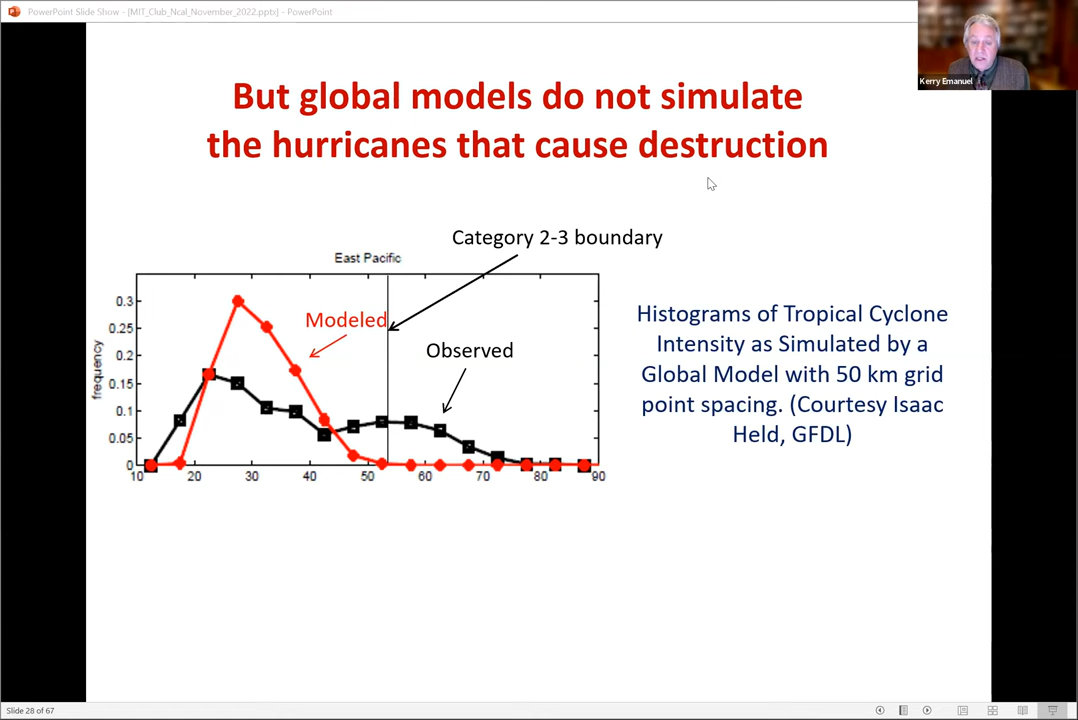 PowerPoint Slide Show - [MIT_Club_Ncal_November_2022.pptx] - PowerPoint
Kerry Emanuel
But global models do not simulate
the hurricanes that cause destruction
Category 2-3 boundary
East Pacific
Modeled
Observed
frequency
0.3
0.25
0.2
0.15
0.1
0.05
0
10 20 30 40 50 60 70 80 90
Histograms of Tropical Cyclone
Intensity as Simulated by a
Global Model with 50 km grid
point spacing. (Courtesy Isaac
Held, GFDL)
Slide 28 of 67